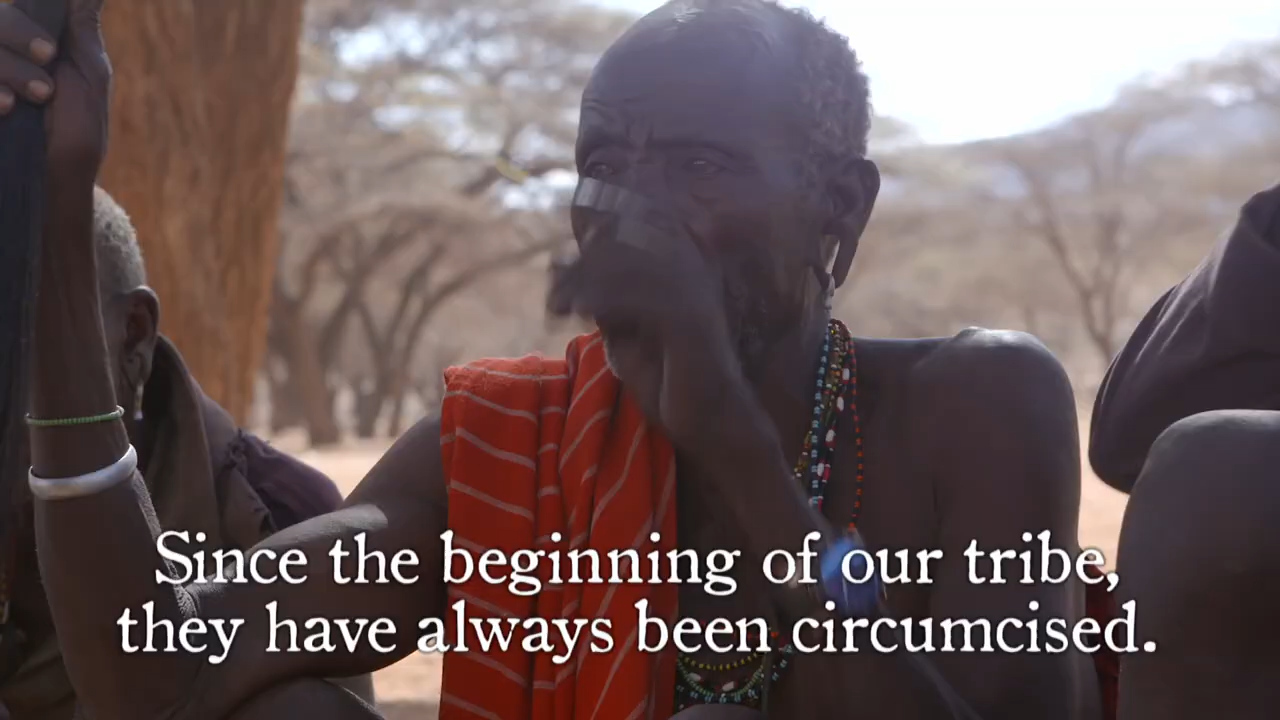 Since the beginning of our tribe,
they have always been circumcised.